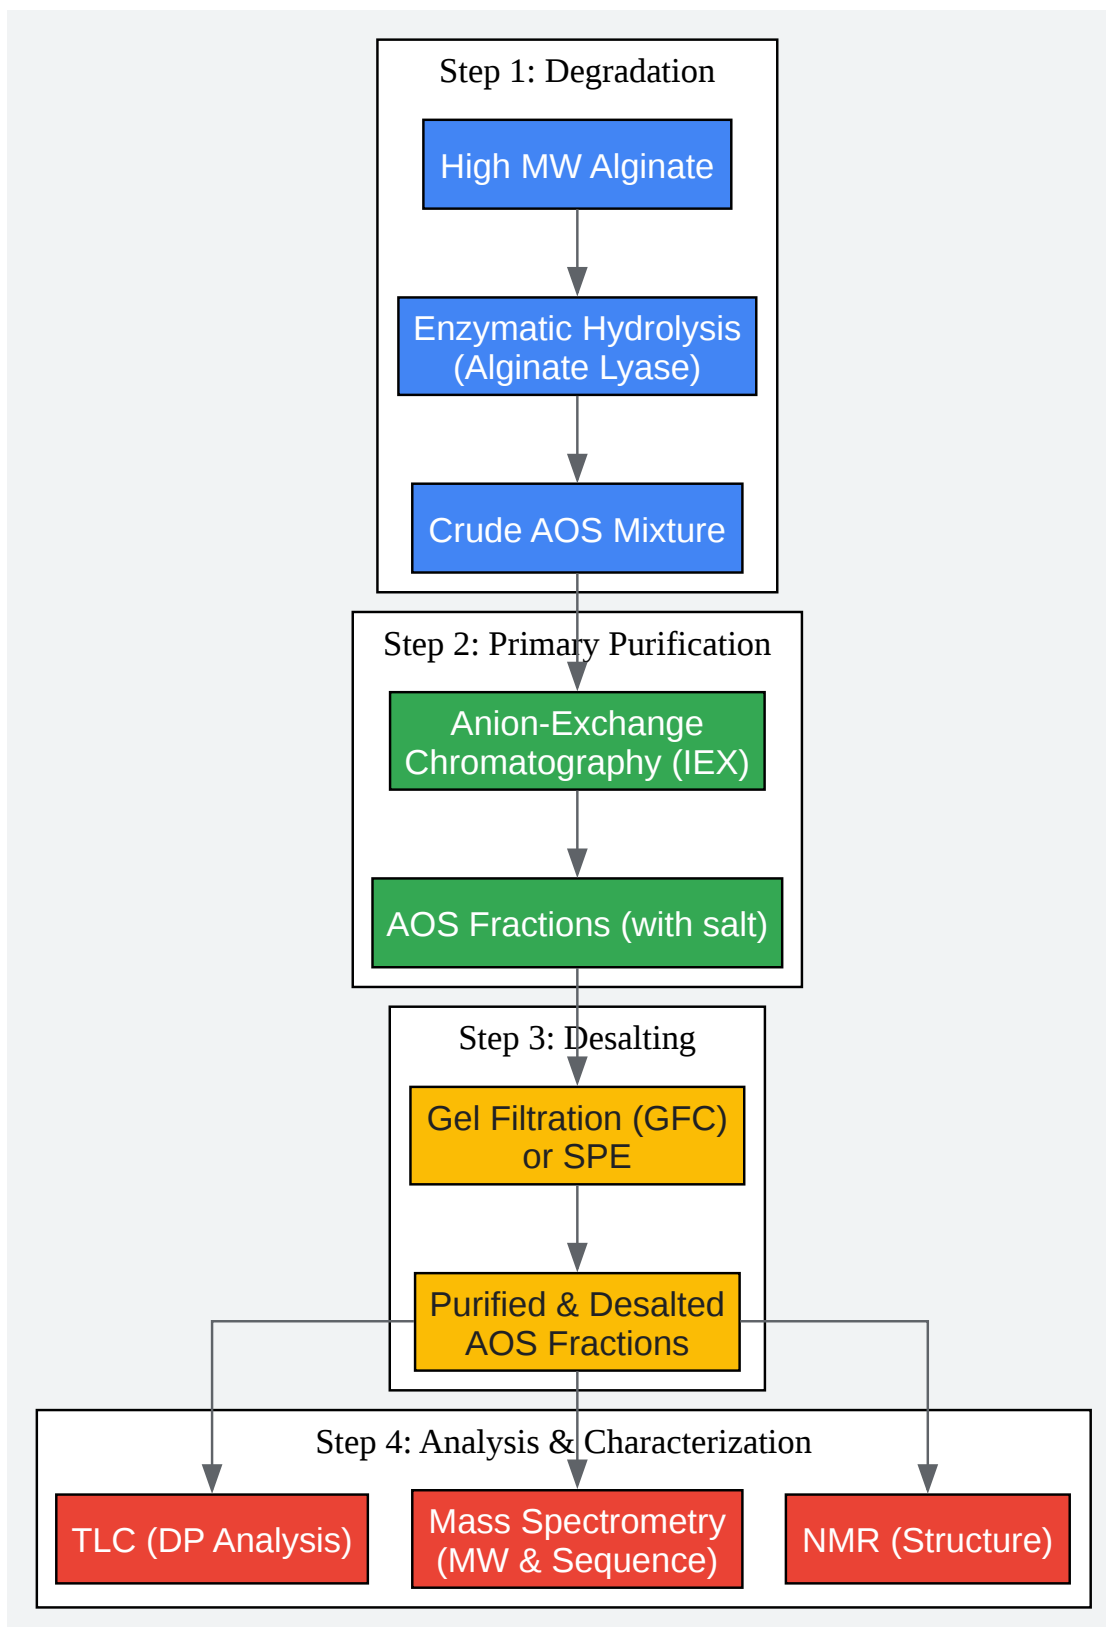 Step 1: Degradation
High MW Alginate
Enzymatic Hydrolysis
(Alginate Lyase)
Crude AOS Mixture
Step 2: Primary Purification
Anion-Exchange
Chromatography (IEX)
AOS Fractions (with salt)
Step 3: Desalting
Gel Filtration (GFC)
or SPE
Purified & Desalted
AOS Fractions
Step 4: Analysis & Characterization
TLC (DP Analysis)
Mass Spectrometry
(MW & Sequence)
NMR (Structure)